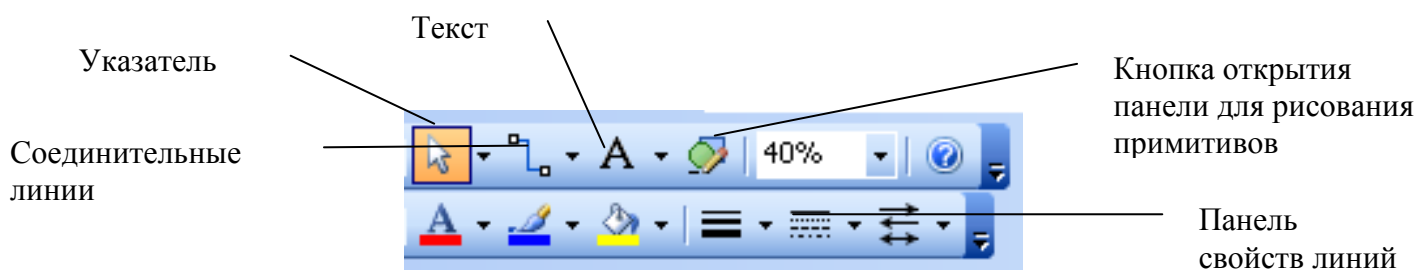 Текст
Указатель
Кнопка открытия
панели для рисования
примитивов
Соединительные
линии
A
40%
?
A
Панель
свойств линий